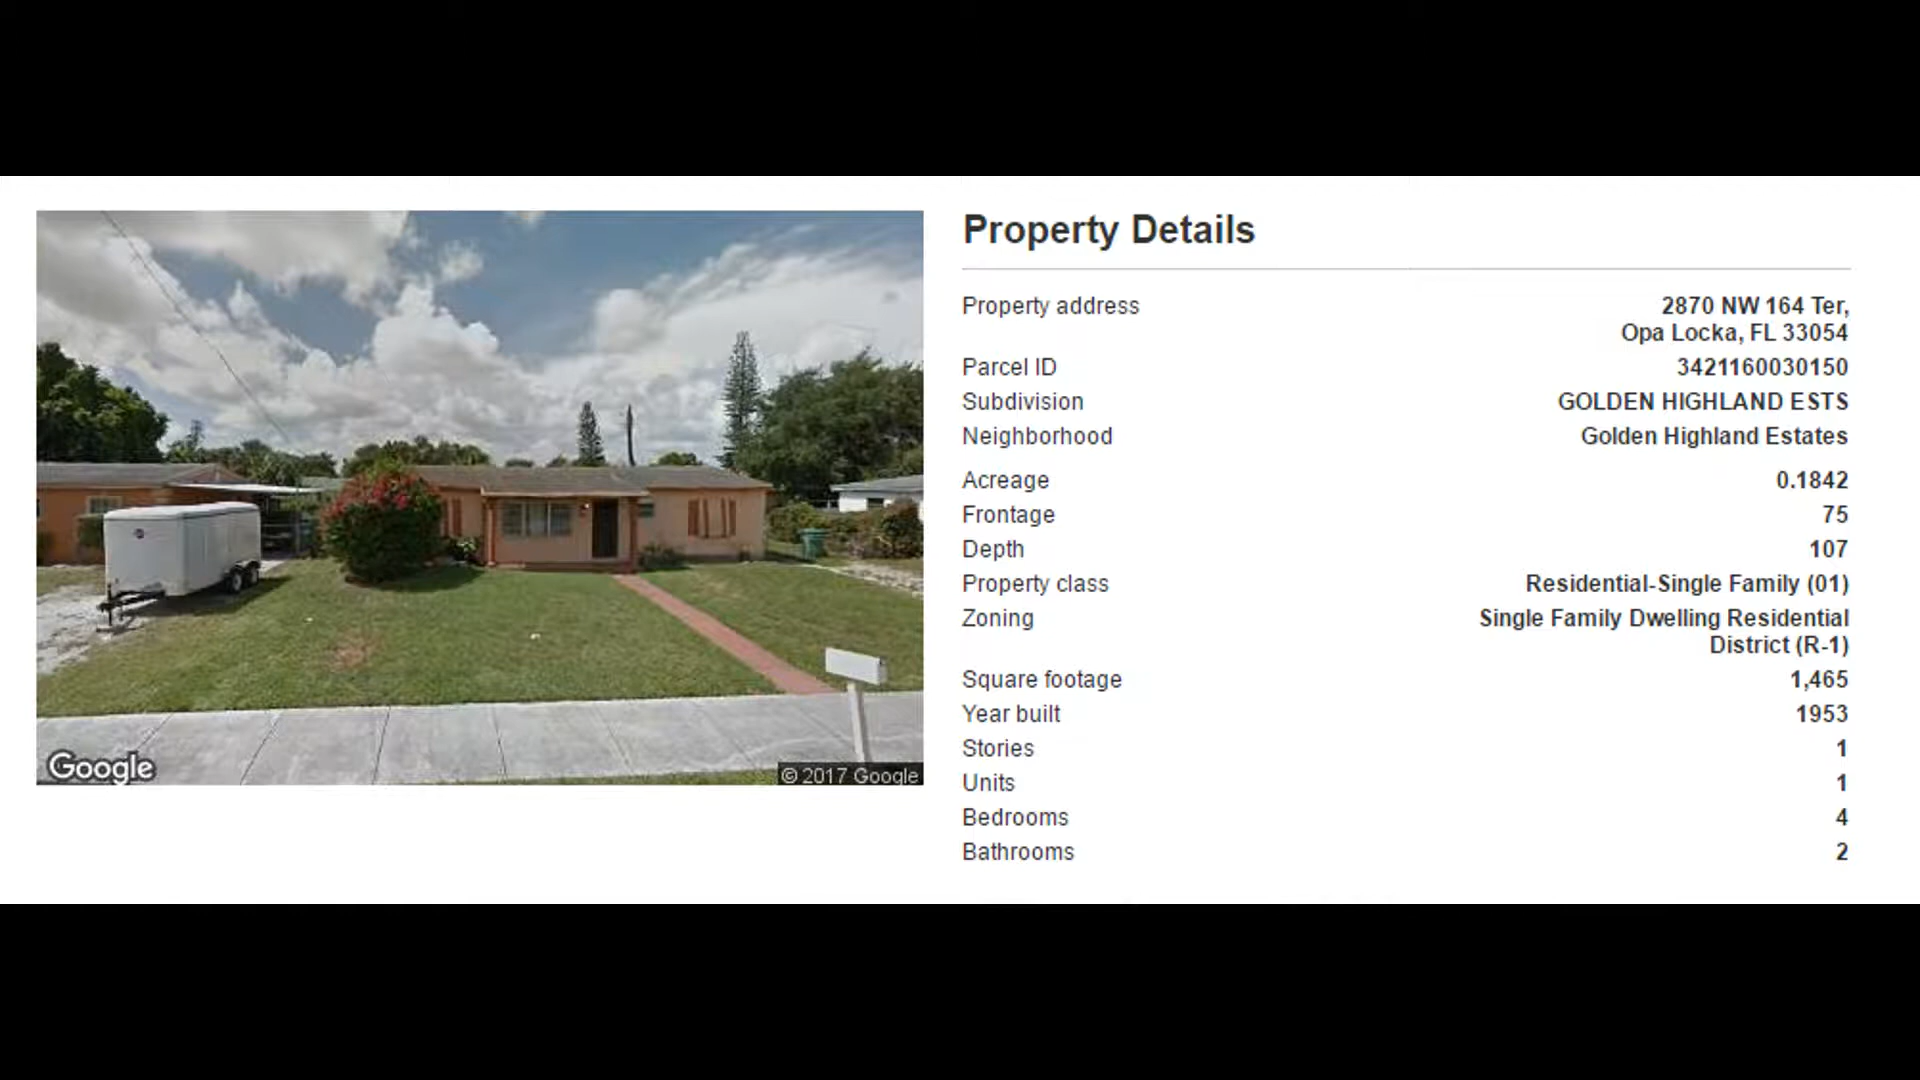 Property Details
Property address 2870 NW 164 Ter,
Opa Locka, FL 33054
Parcel ID 3421160030150
Subdivision GOLDEN HIGHLAND ESTS
Neighborhood Golden Highland Estates
Acreage 0.1842
Frontage 75
Depth 107
Property class Residential-Single Family (01)
Zoning Single Family Dwelling Residential
District (R-1)
Square footage 1,465
Year built 1953
Stories 1
Units 1
Bedrooms 4
Bathrooms 2
Google
© 2017 Google